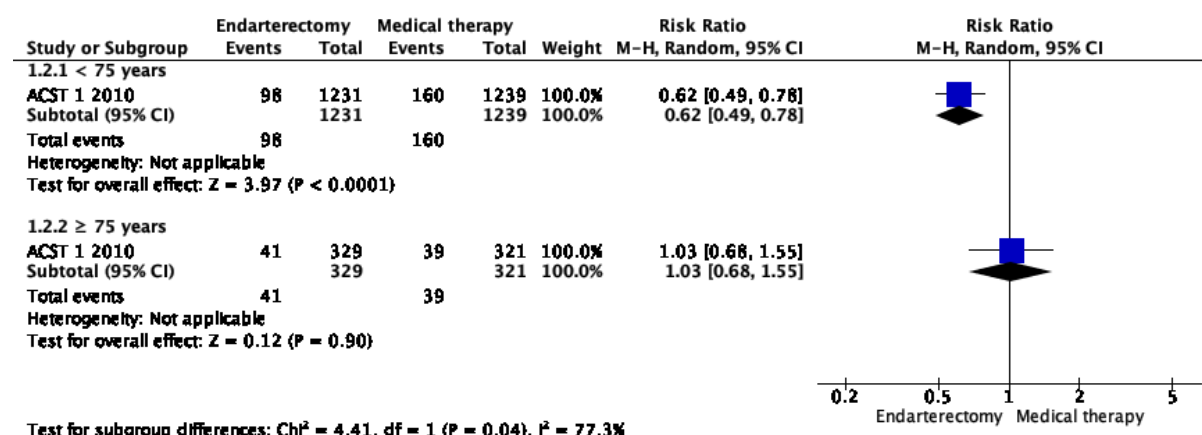 Endarterectomy Medical therapy Risk Ratio Risk Ratio
Study or Subgroup Events Total Events Total Weight M-H, Random, 95% CI M-H, Random, 95% CI
1.2.1 < 75 years
ACST 1 2010 98 1231 160 1239 100.0% 0.62 [0.49, 0.78]
Subtotal (95% CI) 1231 1239 100.0% 0.62 [0.49, 0.78]
Total events 98 160
Heterogeneity: Not applicable
Test for overall effect: Z = 3.97 (P < 0.0001)
1.2.2 ≥ 75 years
ACST 1 2010 41 329 39 321 100.0% 1.03 [0.68, 1.55]
Subtotal (95% CI) 329 321 100.0% 1.03 [0.68, 1.55]
Total events 41 39
Heterogeneity: Not applicable
Test for overall effect: Z = 0.12 (P = 0.90)
0.2 0.5 1 2 5
Endarterectomy Medical therapy
Test for subgroup differences: Chi² = 4.41, df = 1 (P = 0.04), I² = 77.3%